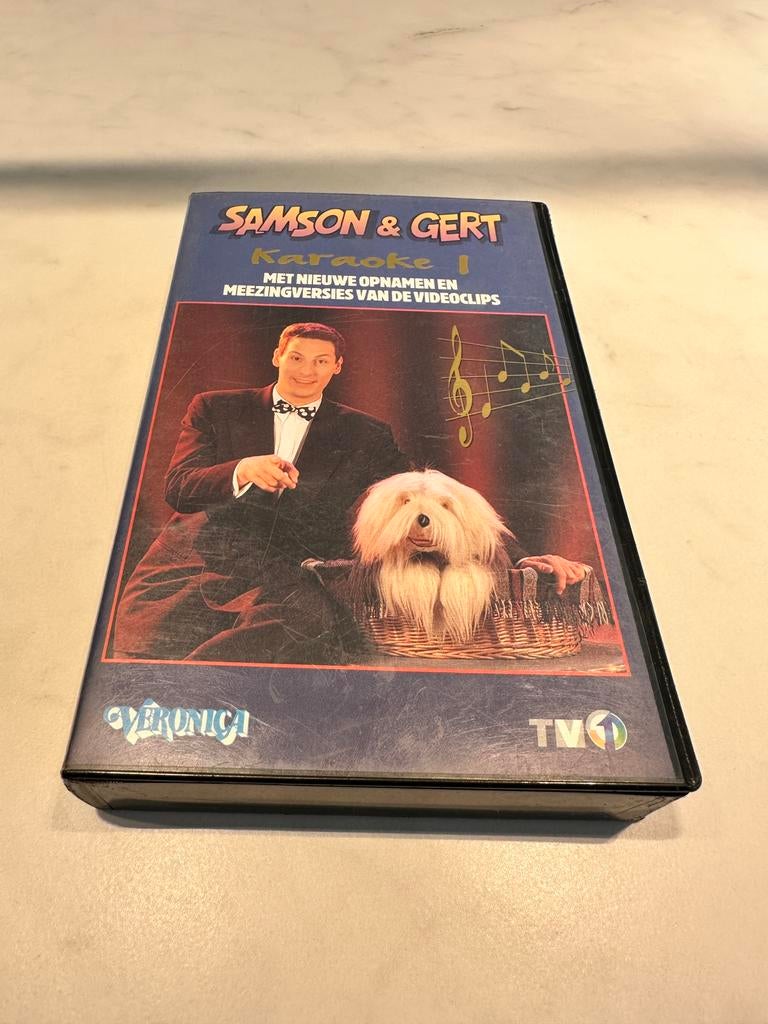 SAMSON & GERT
Karaoke 1
MET NIEUWE OPNAMEN EN
MEEZINGVERSIES VAN DE VIDEOCLIPS
VERONICA
TV1